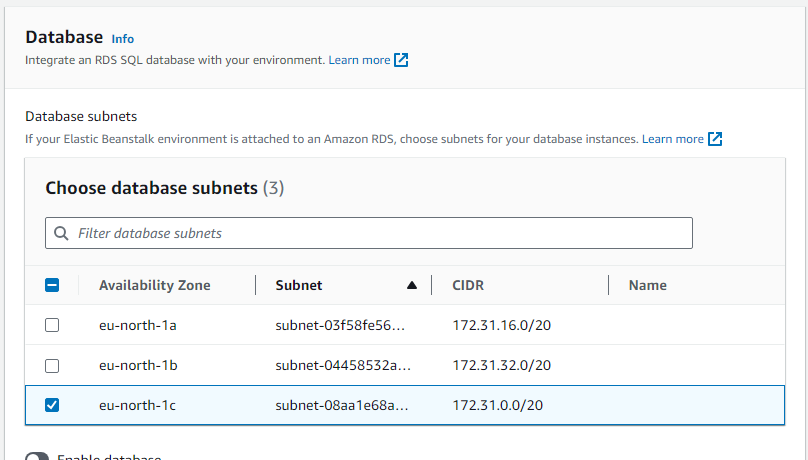 Database Info
Integrate an RDS SQL database with your environment. Learn more
Database subnets
If your Elastic Beanstalk environment is attached to an Amazon RDS, choose subnets for your database instances. Learn more
Choose database subnets (3)
Filter database subnets
Availability Zone Subnet CIDR Name
eu-north-1a subnet-03f58fe56... 172.31.16.0/20
eu-north-1b subnet-04458532a... 172.31.32.0/20
eu-north-1c subnet-08aa1e68a... 172.31.0.0/20
Enable database